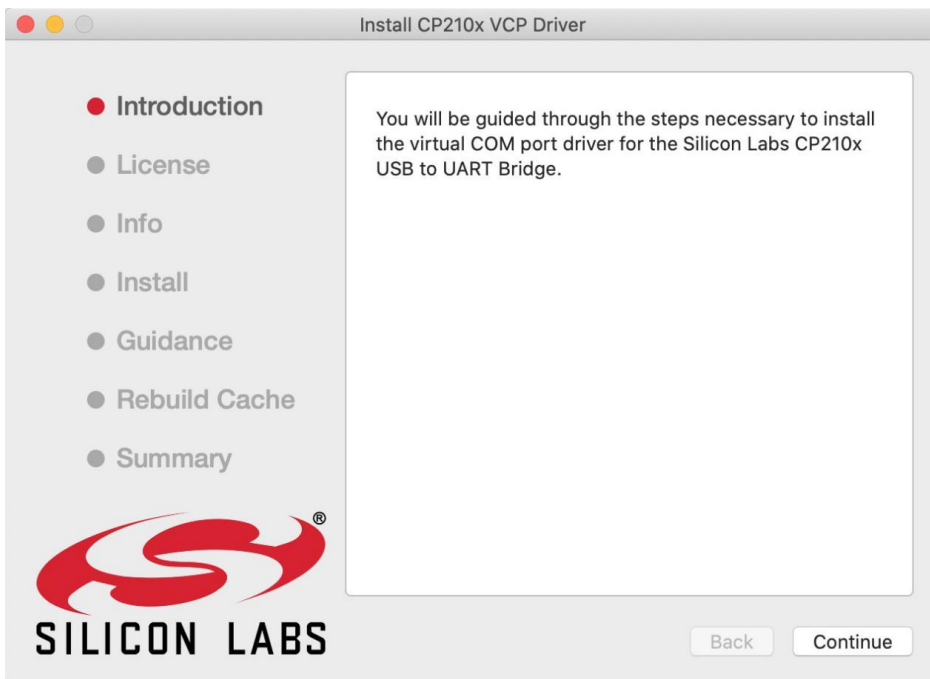 Install CP210x VCP Driver
Introduction
License
Info
Install
Guidance
Rebuild Cache
Summary
You will be guided through the steps necessary to install
the virtual COM port driver for the Silicon Labs CP210x
USB to UART Bridge.
®
SILICON LABS
Back
Continue